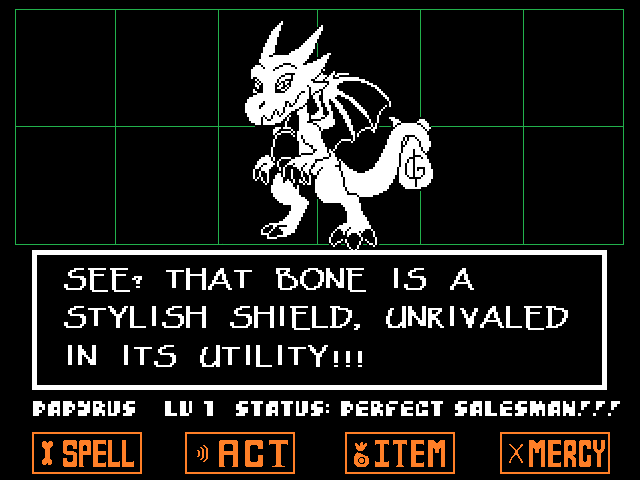 G
SEE? THAT BONE IS A
STYLISH SHIELD, UNRIVALED
IN ITS UTILITY!!!
PAPYRUS LV 1 STATUS: PERFECT SALESMAN!!!
SPELL ACT ITEM MERCY